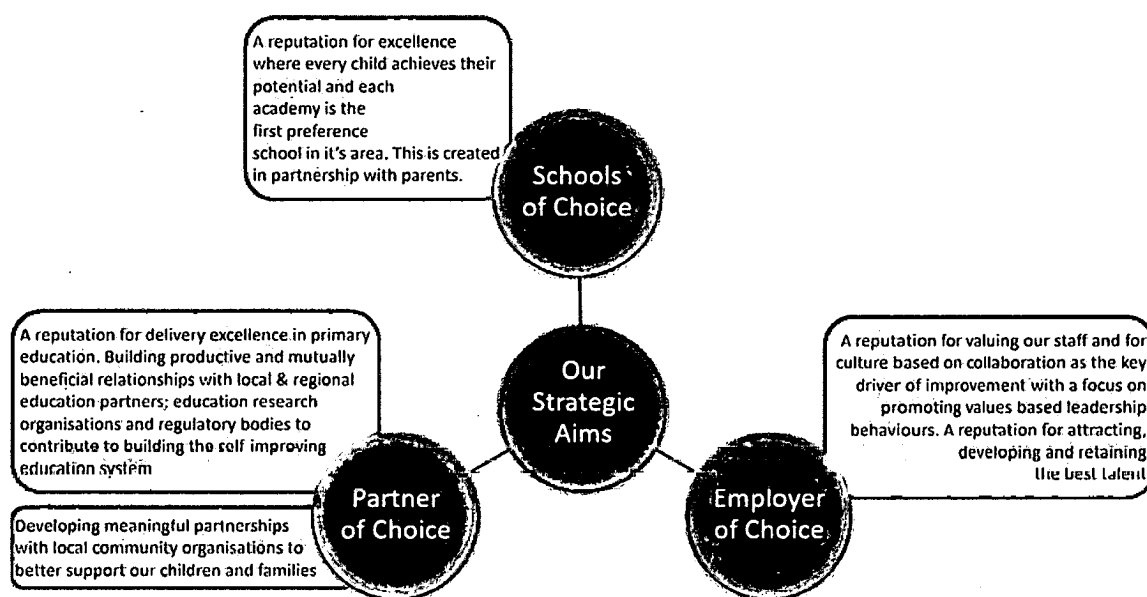 A reputation for excellence
where every child achieves their
potential and each
academy is the
first preference
school in it's area. This is created
in partnership with parents.
Schools
of Choice
A reputation for delivery excellence in primary
education. Building productive and mutually
beneficial relationships with local & regional
education partners; education research
organisations and regulatory bodies to
contribute to building the self improving
education system
Our
Strategic
Aims
A reputation for valuing our staff and for
culture based on collaboration as the key
driver of improvement with a focus on
promoting values based leadership
behaviours. A reputation for attracting,
developing and retaining
the best talent
Partner
of Choice
Employer
of Choice
Developing meaningful partnerships
with local community organisations to
better support our children and families